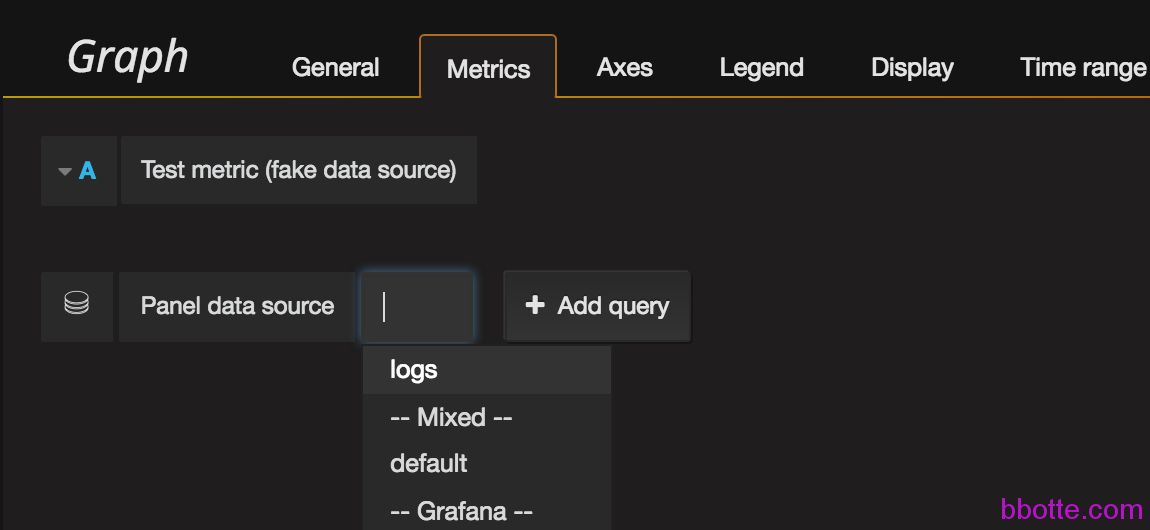 Graph General Metrics Axes Legend Display Time range
A Test metric (fake data source)
Panel data source + Add query
logs
-- Mixed --
default
-- Grafana --
bbotte.com